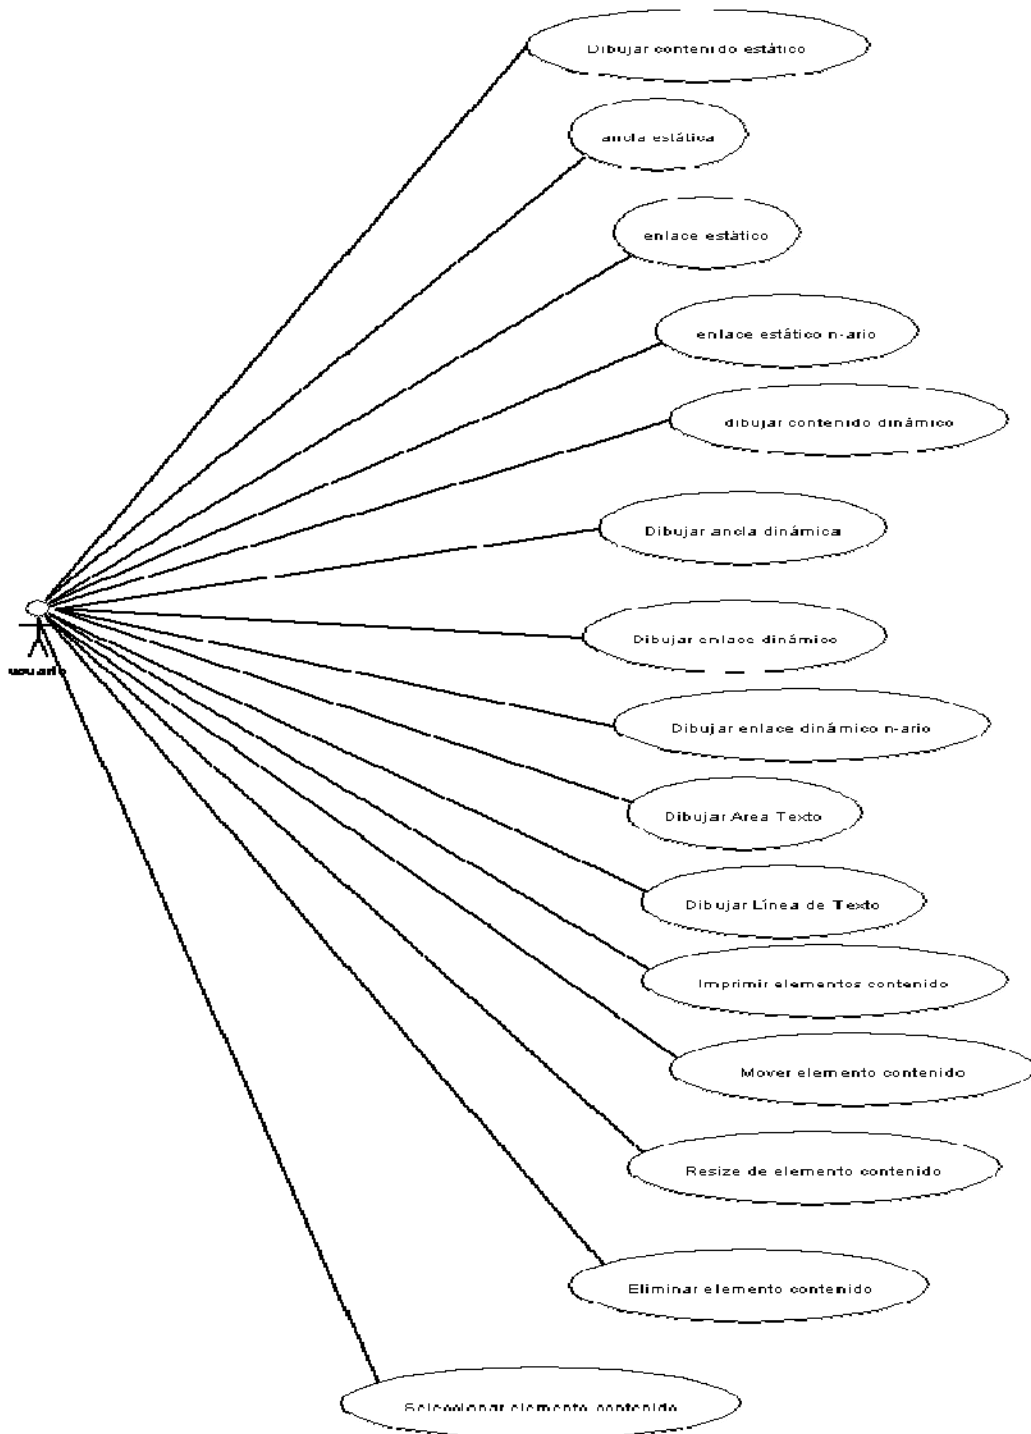 Dibujar contenido estático
ancla estática
enlace estático
enlace estático n-ario
dibujar contenido dinámico
Dibujar ancla dinámica
Dibujar enlace dinámico
usuario
Dibujar enlace dinámico n-ario
Dibujar Area Texto
Dibujar Línea de Texto
Imprimir elementos contenido
Mover elemento contenido
Resize de elemento contenido
Eliminar elemento contenido
Seleccionar elemento contenido